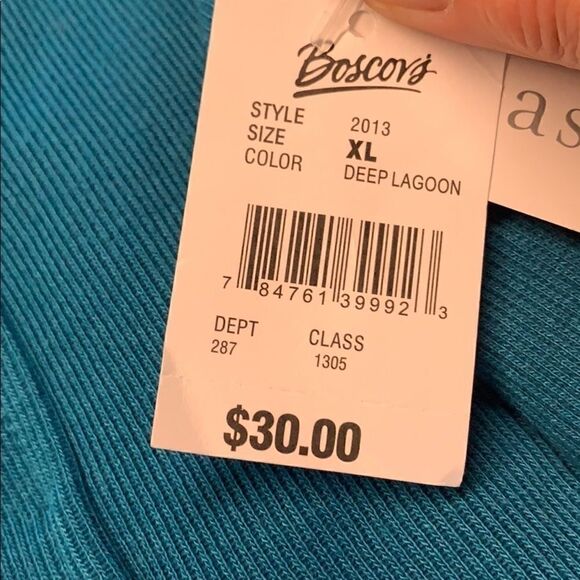 Boscov's
STYLE 2013
SIZE XL
COLOR DEEP LAGOON
7 84761 39992 3
DEPT CLASS
287 1305
$30.00
as